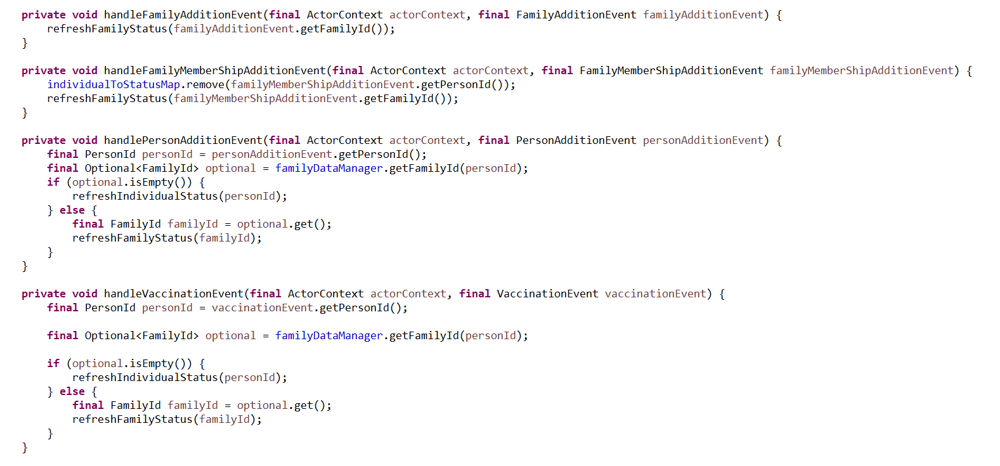 private void handleFamilyAdditionEvent(final ActorContext actorContext, final FamilyAdditionEvent familyAdditionEvent) {
    refreshFamilyStatus(familyAdditionEvent.getFamilyId());
}

private void handleFamilyMemberShipAdditionEvent(final ActorContext actorContext, final FamilyMemberShipAdditionEvent familyMemberShipAdditionEvent) {
    individualToStatusMap.remove(familyMemberShipAdditionEvent.getPersonId());
    refreshFamilyStatus(familyMemberShipAdditionEvent.getFamilyId());
}

private void handlePersonAdditionEvent(final ActorContext actorContext, final PersonAdditionEvent personAdditionEvent) {
    final PersonId personId = personAdditionEvent.getPersonId();
    final Optional<FamilyId> optional = familyDataManager.getFamilyId(personId);
    if (optional.isEmpty()) {
        refreshIndividualStatus(personId);
    } else {
        final FamilyId familyId = optional.get();
        refreshFamilyStatus(familyId);
    }
}

private void handleVaccinationEvent(final ActorContext actorContext, final VaccinationEvent vaccinationEvent) {
    final PersonId personId = vaccinationEvent.getPersonId();

    final Optional<FamilyId> optional = familyDataManager.getFamilyId(personId);

    if (optional.isEmpty()) {
        refreshIndividualStatus(personId);
    } else {
        final FamilyId familyId = optional.get();
        refreshFamilyStatus(familyId);
    }
}